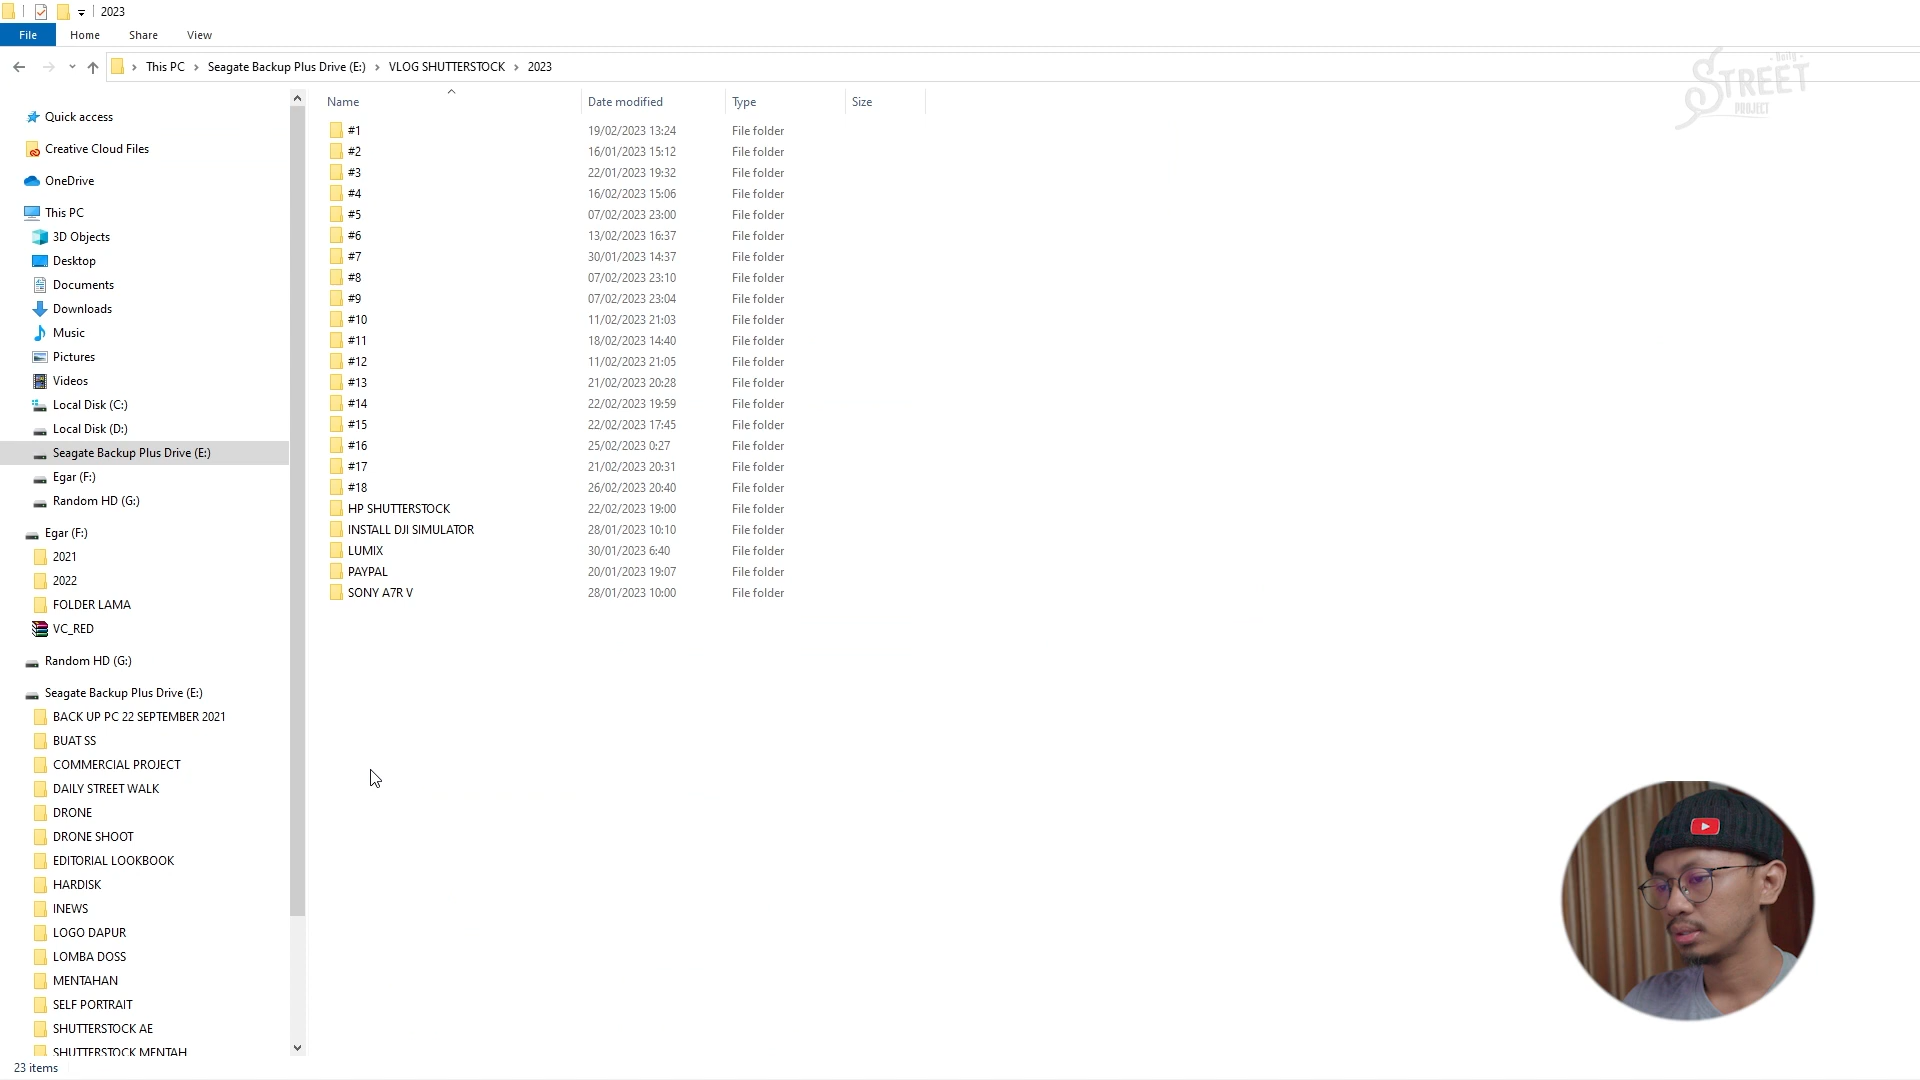 2023
File Home Share View
This PC Seagate Backup Plus Drive (E:) VLOG SHUTTERSTOCK 2023
Daily
STREET
PROJECT
Name Date modified Type Size
#1 19/02/2023 13:24 File folder
#2 16/01/2023 15:12 File folder
#3 22/01/2023 19:32 File folder
#4 16/02/2023 15:06 File folder
#5 07/02/2023 23:00 File folder
#6 13/02/2023 16:37 File folder
#7 30/01/2023 14:37 File folder
#8 07/02/2023 23:10 File folder
#9 07/02/2023 23:04 File folder
#10 11/02/2023 21:03 File folder
#11 18/02/2023 14:40 File folder
#12 11/02/2023 21:05 File folder
#13 21/02/2023 20:28 File folder
#14 22/02/2023 19:59 File folder
#15 22/02/2023 17:45 File folder
#16 25/02/2023 0:27 File folder
#17 21/02/2023 20:31 File folder
#18 26/02/2023 20:40 File folder
HP SHUTTERSTOCK 22/02/2023 19:00 File folder
INSTALL DJI SIMULATOR 28/01/2023 10:10 File folder
LUMIX 30/01/2023 6:40 File folder
PAYPAL 20/01/2023 19:07 File folder
SONY A7R V 28/01/2023 10:00 File folder
Quick access
Creative Cloud Files
OneDrive
This PC
3D Objects
Desktop
Documents
Downloads
Music
Pictures
Videos
Local Disk (C:)
Local Disk (D:)
Seagate Backup Plus Drive (E:)
Egar (F:)
Random HD (G:)
Egar (F:)
2021
2022
FOLDER LAMA
VC_RED
Random HD (G:)
Seagate Backup Plus Drive (E:)
BACK UP PC 22 SEPTEMBER 2021
BUAT SS
COMMERCIAL PROJECT
DAILY STREET WALK
DRONE
DRONE SHOOT
EDITORIAL LOOKBOOK
HARDISK
INEWS
LOGO DAPUR
LOMBA DOSS
MENTAHAN
SELF PORTRAIT
SHUTTERSTOCK AE
SHUTTERSTOCK MENTAH
23 items